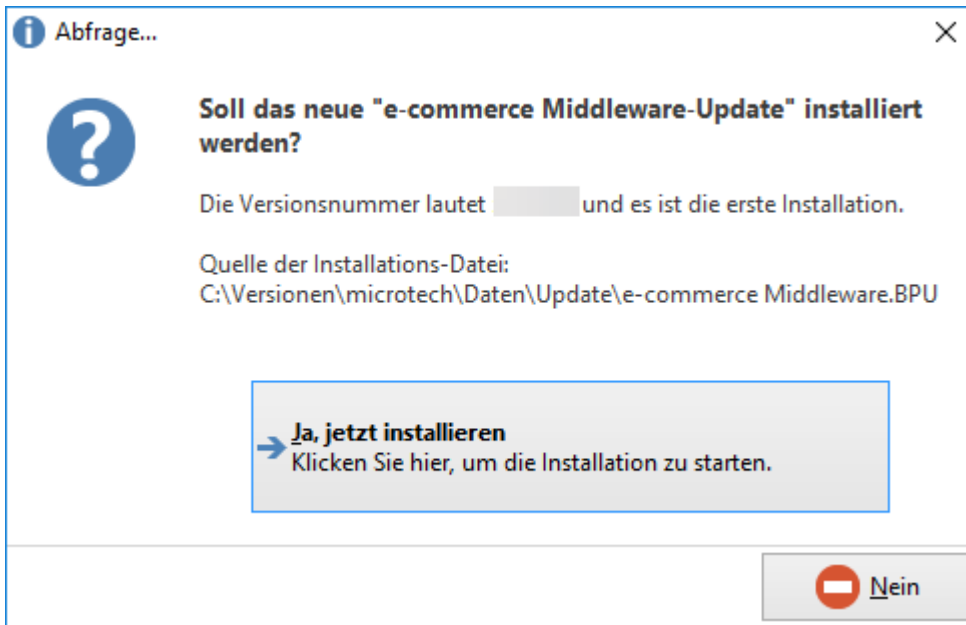 Abfrage...
Soll das neue "e-commerce Middleware-Update" installiert
werden?
Die Versionsnummer lautet und es ist die erste Installation.
Quelle der Installations-Datei:
C:\Versionen\microtech\Daten\Update\e-commerce Middleware.BPU
Ja, jetzt installieren
Klicken Sie hier, um die Installation zu starten.
Nein